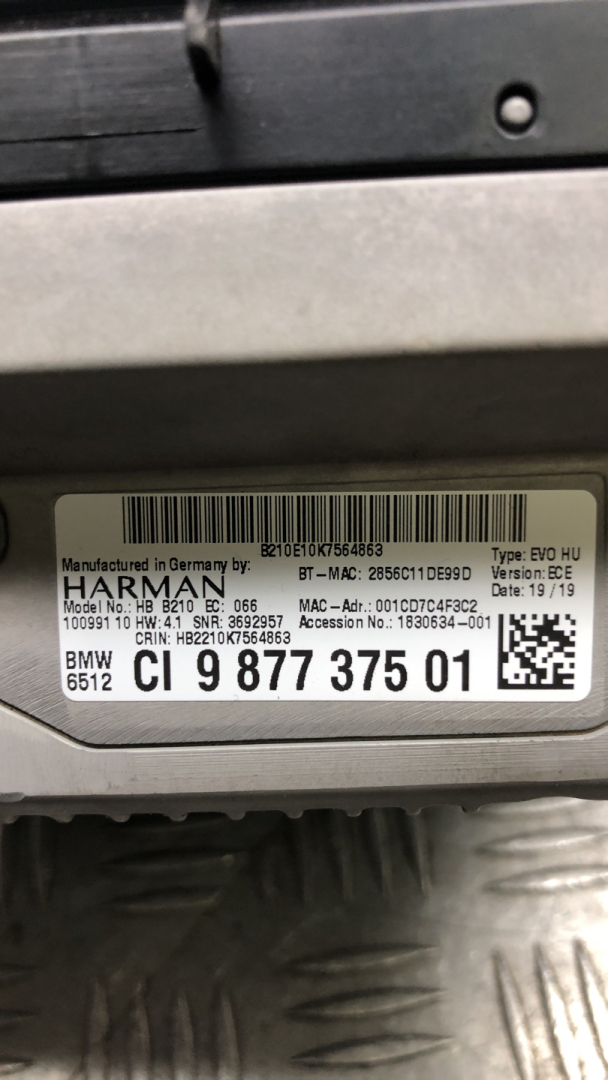 B210E10K7564863
Manufactured in Germany by:
HARMAN
BT-MAC: 2856C11DE99D
Type: EVO HU
Version: ECE
Date: 19/19
Model No.: HB B210 EC: 066
MAC-Adr.: 001CD7C4F3C2
100991 10 HW: 4.1 SNR: 3692957
Accession No.: 1830634-001
CRIN: HB2210K7564863
BMW
6512
CI 9 877 375 01